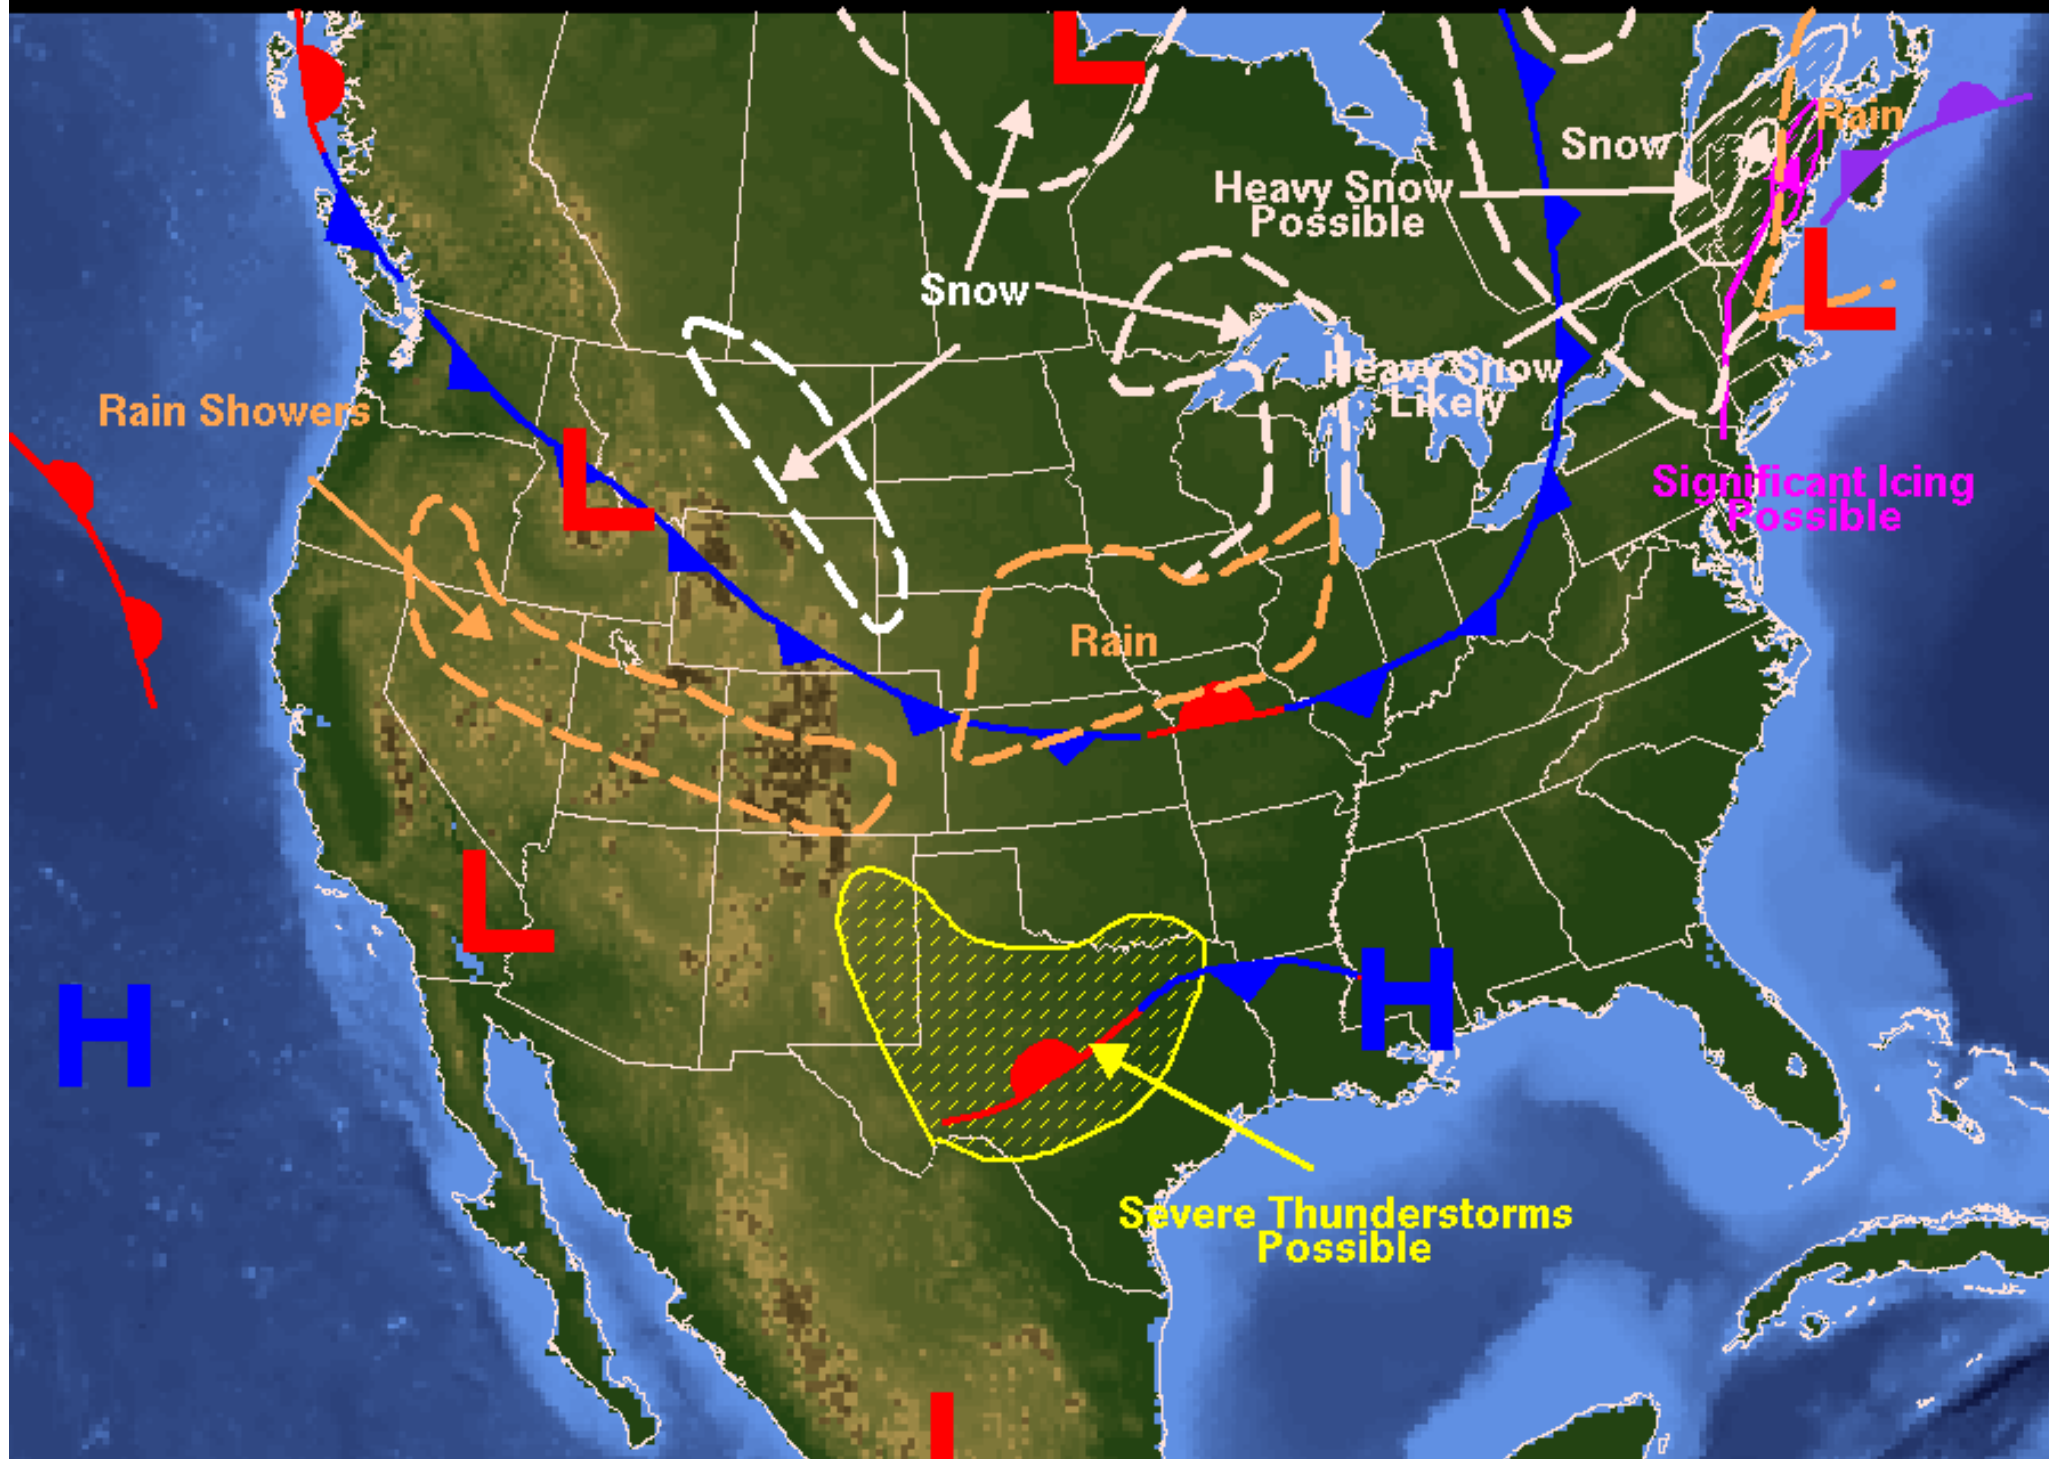 L
Rain
Snow
Heavy Snow
Possible
Snow
Heavy Snow
Likely
L
Rain Showers
L
Significant Icing
Possible
Rain
L
H
H
Severe Thunderstorms
Possible
L